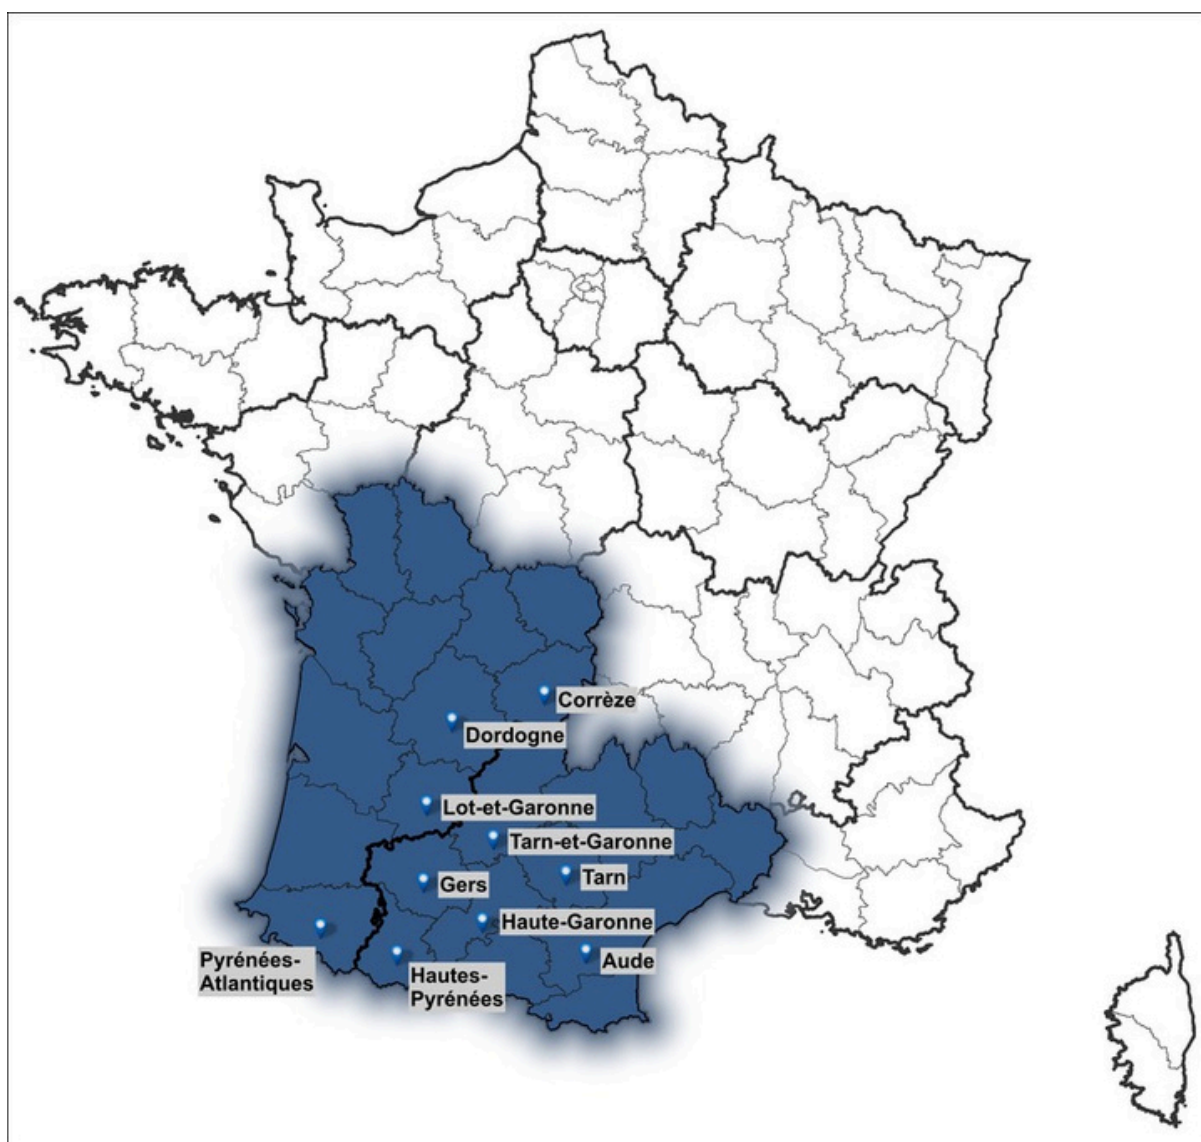 Corrèze
Dordogne
Lot-et-Garonne
Tarn-et-Garonne
Tarn
Gers
Haute-Garonne
Aude
Pyrénées-
Atlantiques
Hautes-
Pyrénées